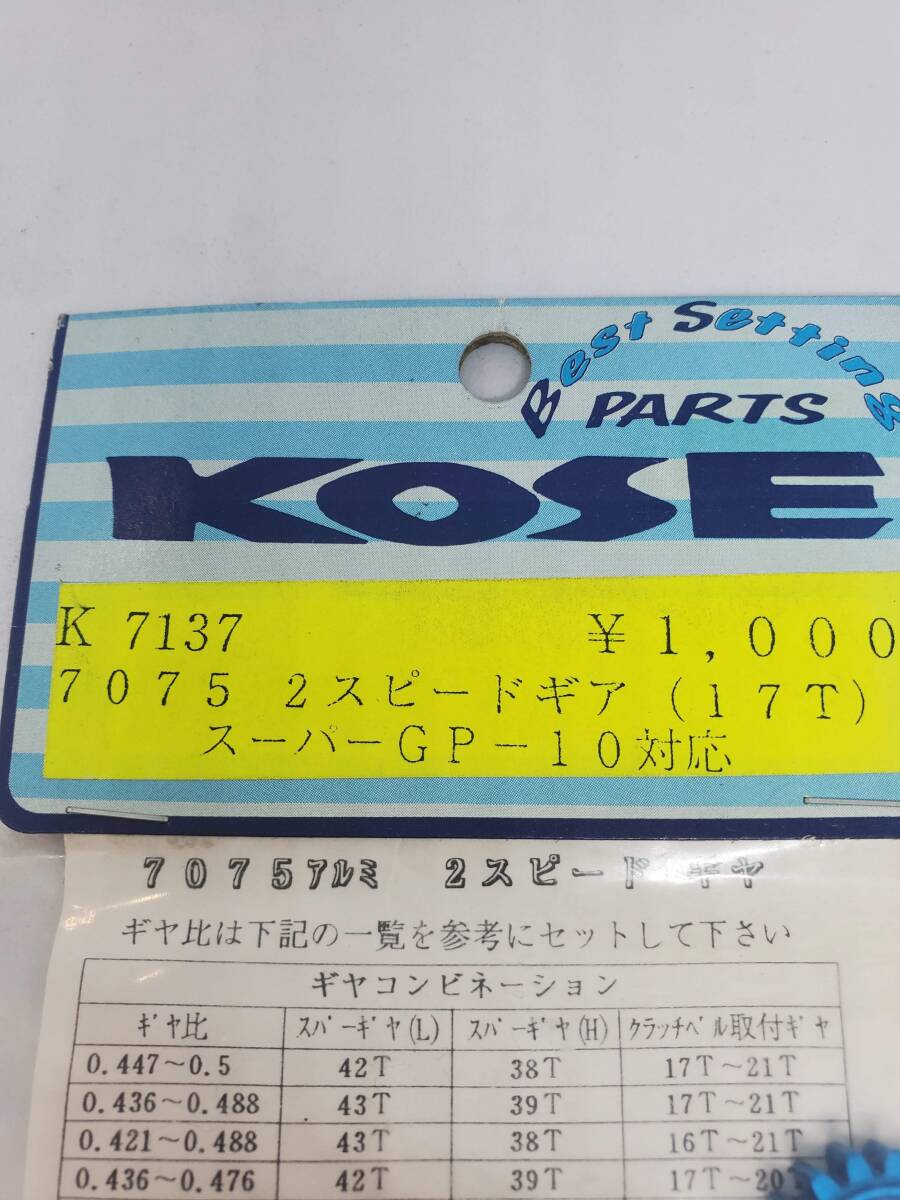 Best Setting
PARTS
KOSE
K 7137 ¥1,000
7075 2スピードギア(17T)
スーパーGP-10対応
7075アルミ 2スピードギヤ
ギヤ比は下記の一覧を参考にセットして下さい
ギヤコンビネーション
ギヤ比 スパーギヤ(L) スパーギヤ(H) クラッチベル取付ギヤ
0.447~0.5 42T 38T 17T~21T
0.436~0.488 43T 39T 17T~21T
0.421~0.488 43T 38T 16T~21T
0.436~0.476 42T 39T 17T~20T